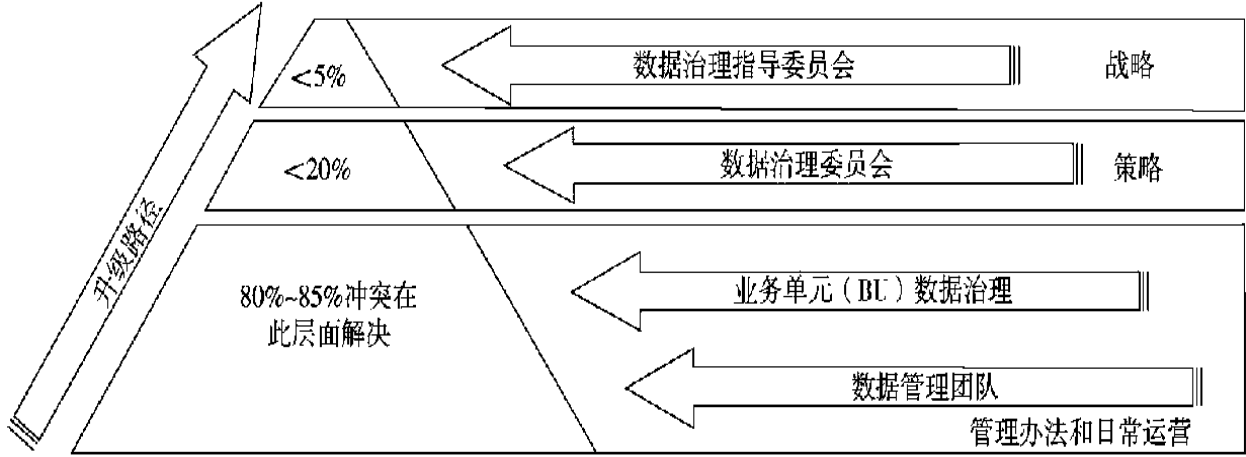 <5%
数据治理指导委员会
战略
<20%
数据治理委员会
策略
升级路径
80%~85%冲突在
此层面解决
业务单元（BU）数据治理
数据管理团队
管理办法和日常运营